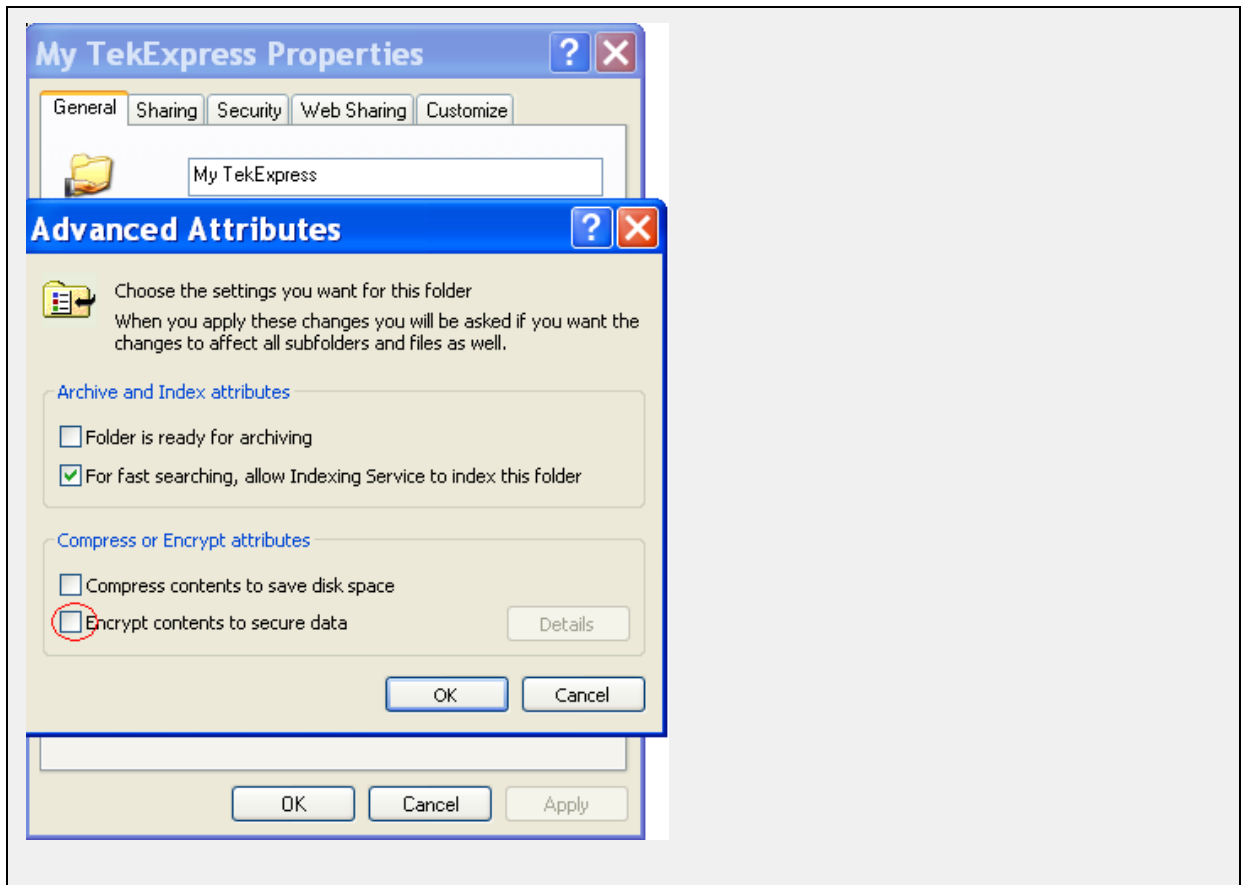 My TekExpress Properties
General Sharing Security Web Sharing Customize
My TekExpress
Advanced Attributes
Choose the settings you want for this folder
When you apply these changes you will be asked if you want the
changes to affect all subfolders and files as well.
Archive and Index attributes
Folder is ready for archiving
For fast searching, allow Indexing Service to index this folder
Compress or Encrypt attributes
Compress contents to save disk space
Encrypt contents to secure data Details
OK Cancel
OK Cancel Apply